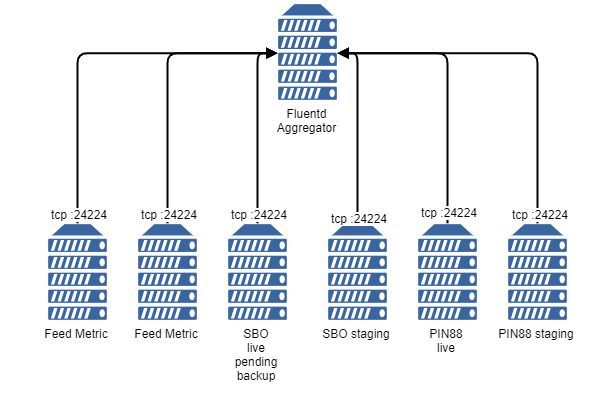 Fluentd
Aggregator
tcp :24224
tcp :24224
tcp :24224
tcp :24224
tcp :24224
tcp :24224
Feed Metric
Feed Metric
SBO
live
pending
backup
SBO staging
PIN88
live
PIN88 staging